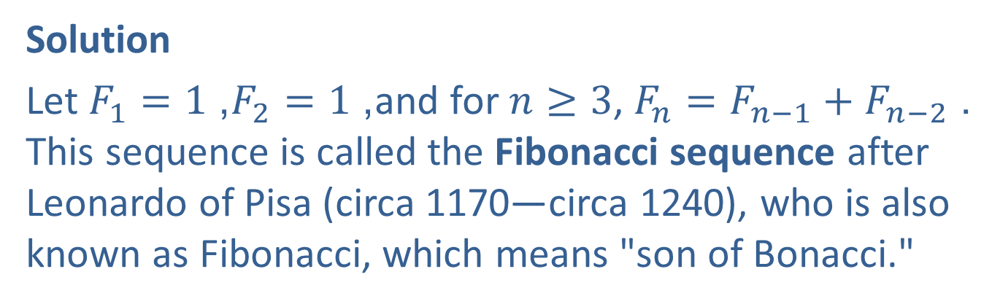 Solution
Let $F_1 = 1$ ,$F_2 = 1$ ,and for $n \geq 3$, $F_n = F_{n-1} + F_{n-2}$ .
This sequence is called the Fibonacci sequence after
Leonardo of Pisa (circa 1170—circa 1240), who is also
known as Fibonacci, which means "son of Bonacci."